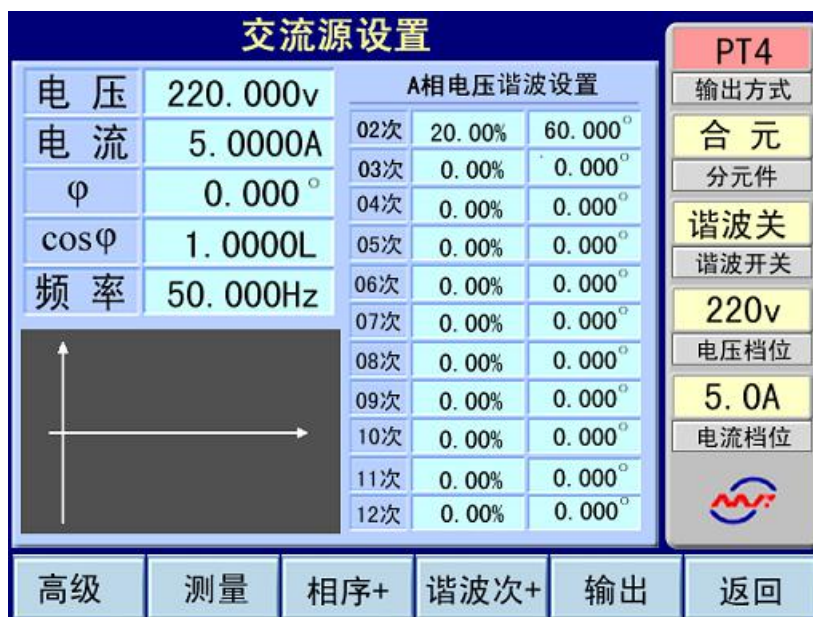 交流源设置
电 压 220.000v
电 流 5.0000A
φ 0.000°
cosφ 1.0000L
频 率 50.000Hz
A相电压谐波设置
02次 20.00% 60.000°
03次 0.00% 0.000°
04次 0.00% 0.000°
05次 0.00% 0.000°
06次 0.00% 0.000°
07次 0.00% 0.000°
08次 0.00% 0.000°
09次 0.00% 0.000°
10次 0.00% 0.000°
11次 0.00% 0.000°
12次 0.00% 0.000°
PT4
输出方式
合 元
分元件
谐波关
谐波开关
220v
电压档位
5.0A
电流档位
高级 测量 相序+ 谐波次+ 输出 返回